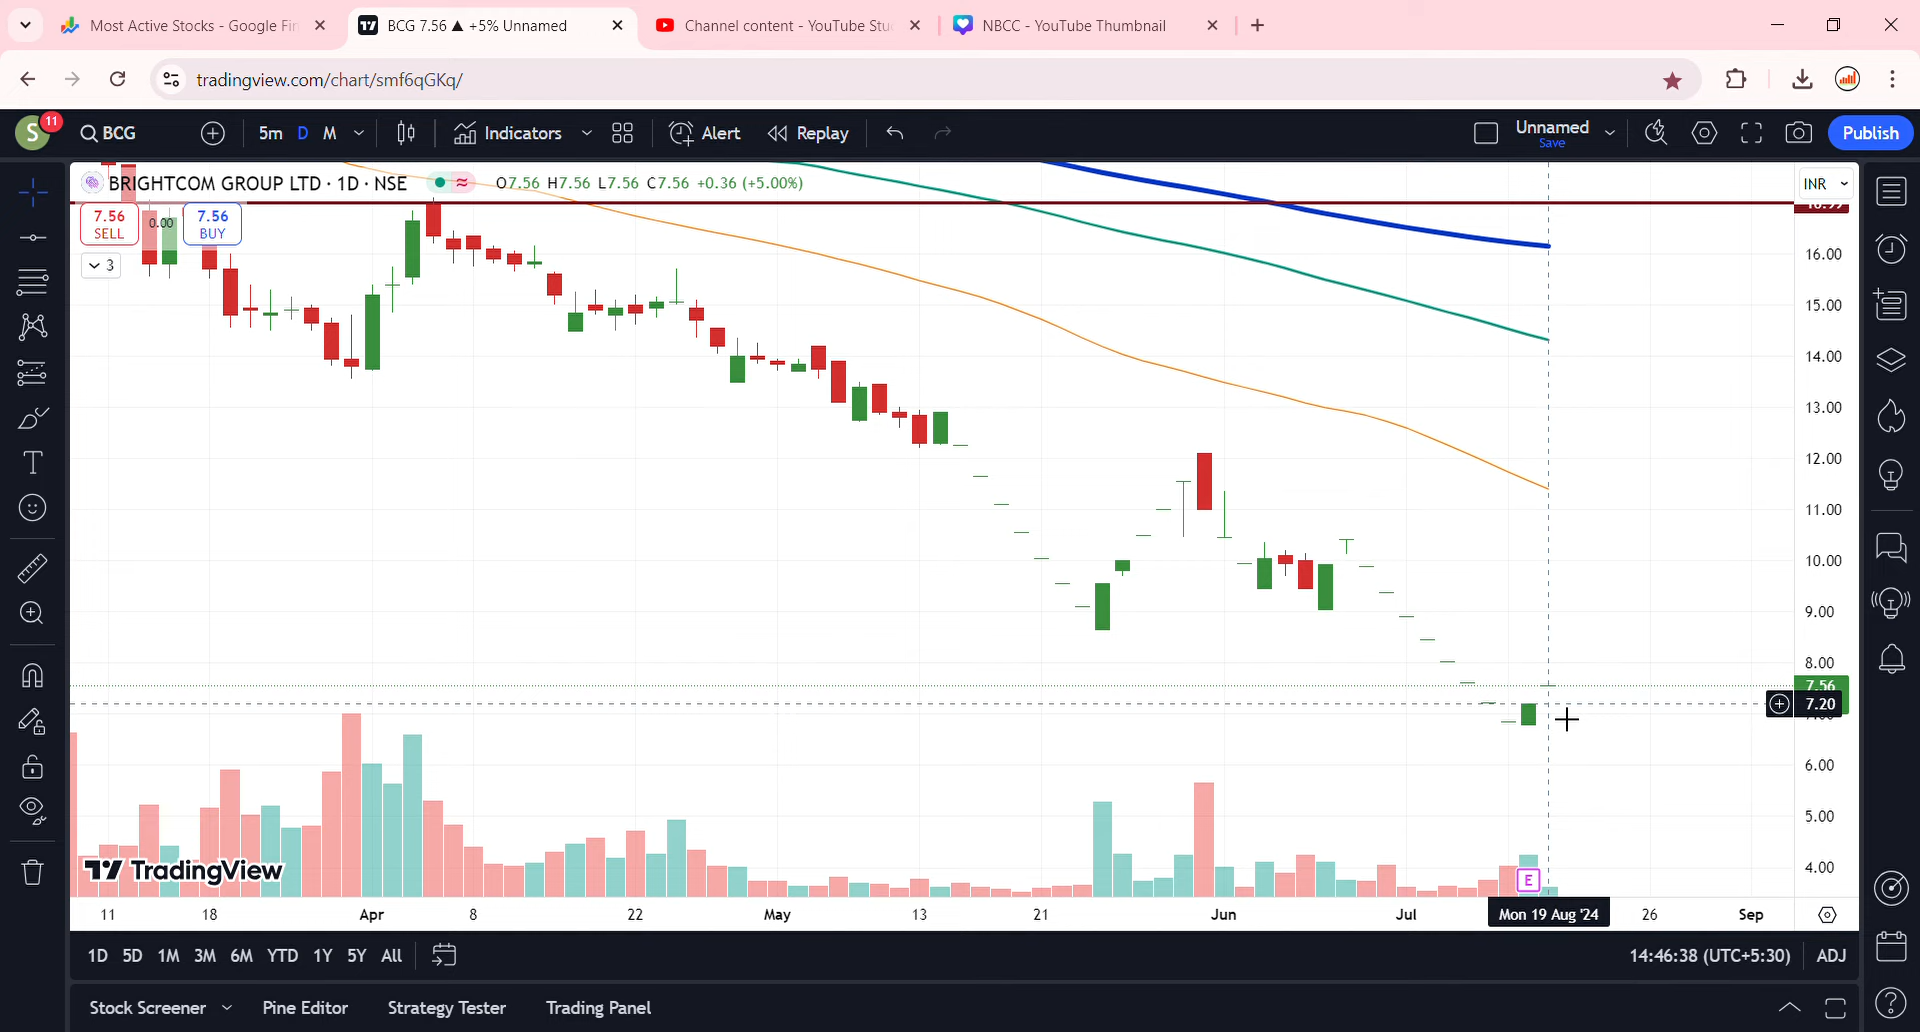 Most Active Stocks - Google Fin
BCG 7.56 ▲ +5% Unnamed
Channel content - YouTube Stu
NBCC - YouTube Thumbnail
tradingview.com/chart/smf6qGKq/
S
11
BCG
5m
D
M
Indicators
Alert
Replay
Unnamed
Save
Publish
BRIGHTCOM GROUP LTD · 1D · NSE
O7.56 H7.56 L7.56 C7.56 +0.36 (+5.00%)
INR
7.56
SELL
0.00
7.56
BUY
3
16.00
15.00
14.00
13.00
12.00
11.00
10.00
9.00
8.00
7.56
7.20
6.00
5.00
4.00
E
TradingView
11
18
Apr
8
22
May
13
21
Jun
Jul
Mon 19 Aug '24
26
Sep
1D
5D
1M
3M
6M
YTD
1Y
5Y
All
14:46:38 (UTC+5:30)
ADJ
Stock Screener
Pine Editor
Strategy Tester
Trading Panel